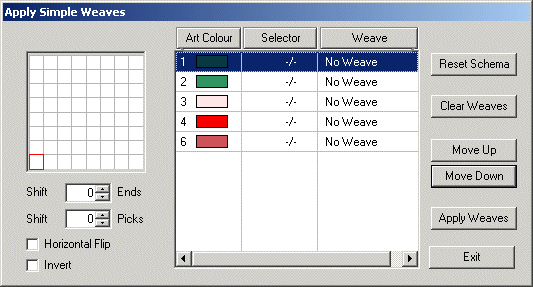 Apply Simple Weaves
Art Colour Selector Weave
1 -/- No Weave
2 -/- No Weave
3 -/- No Weave
4 -/- No Weave
6 -/- No Weave
Shift 0 Ends
Shift 0 Picks
Horizontal Flip
Invert
Reset Schema
Clear Weaves
Move Up
Move Down
Apply Weaves
Exit